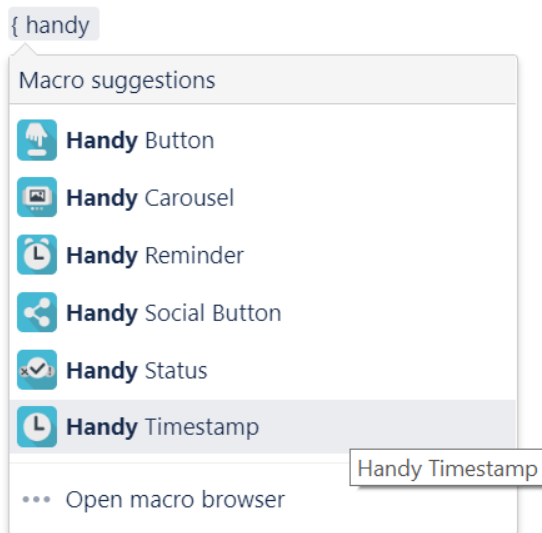 { handy
Macro suggestions
Handy Button
Handy Carousel
Handy Reminder
Handy Social Button
Handy Status
Handy Timestamp
Handy Timestamp
Open macro browser